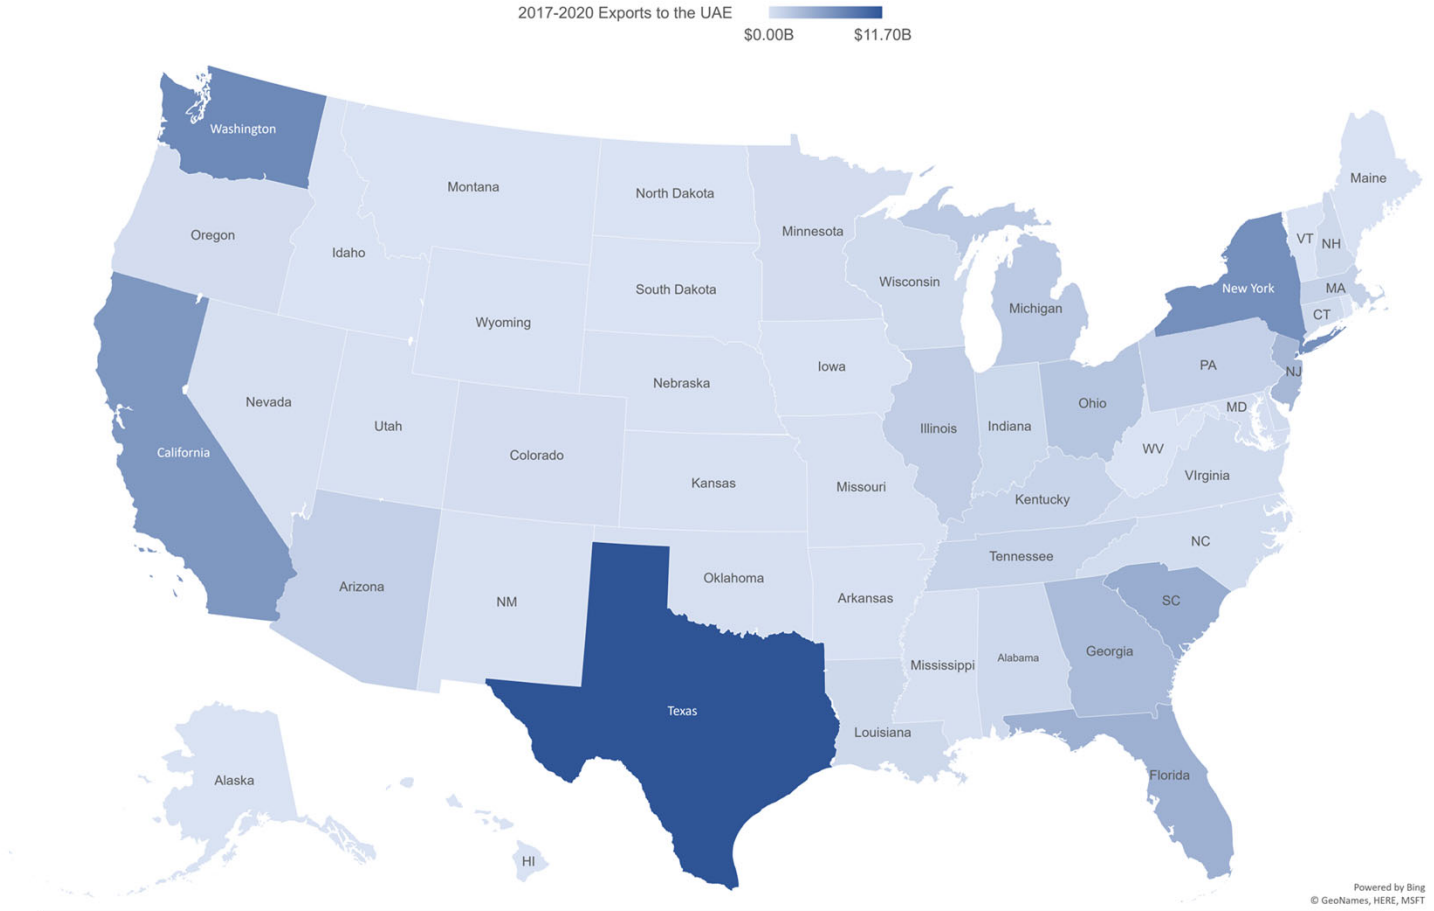 2017-2020 Exports to the UAE
$0.00B $11.70B
Washington
Montana
North Dakota
Minnesota
Maine
Oregon
Idaho
VT
NH
South Dakota
Wisconsin
Michigan
New York
MA
CT
Wyoming
Iowa
PA
NJ
Nebraska
Nevada
Utah
Ohio
MD
Illinois
Indiana
WV
California
Colorado
Kansas
Missouri
Kentucky
VIrginia
Tennessee
NC
Arizona
NM
Oklahoma
Arkansas
SC
Mississippi
Alabama
Georgia
Texas
Louisiana
Alaska
Florida
HI
Powered by Bing
© GeoNames, HERE, MSFT